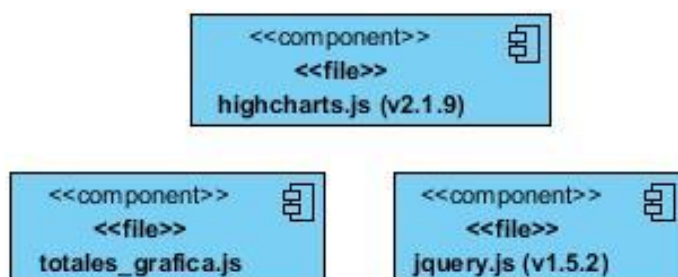 <<component>>
<<file>>
highcharts.js (v2.1.9)
<<component>>
<<file>>
totales_grafica.js
<<component>>
<<file>>
jquery.js (v1.5.2)